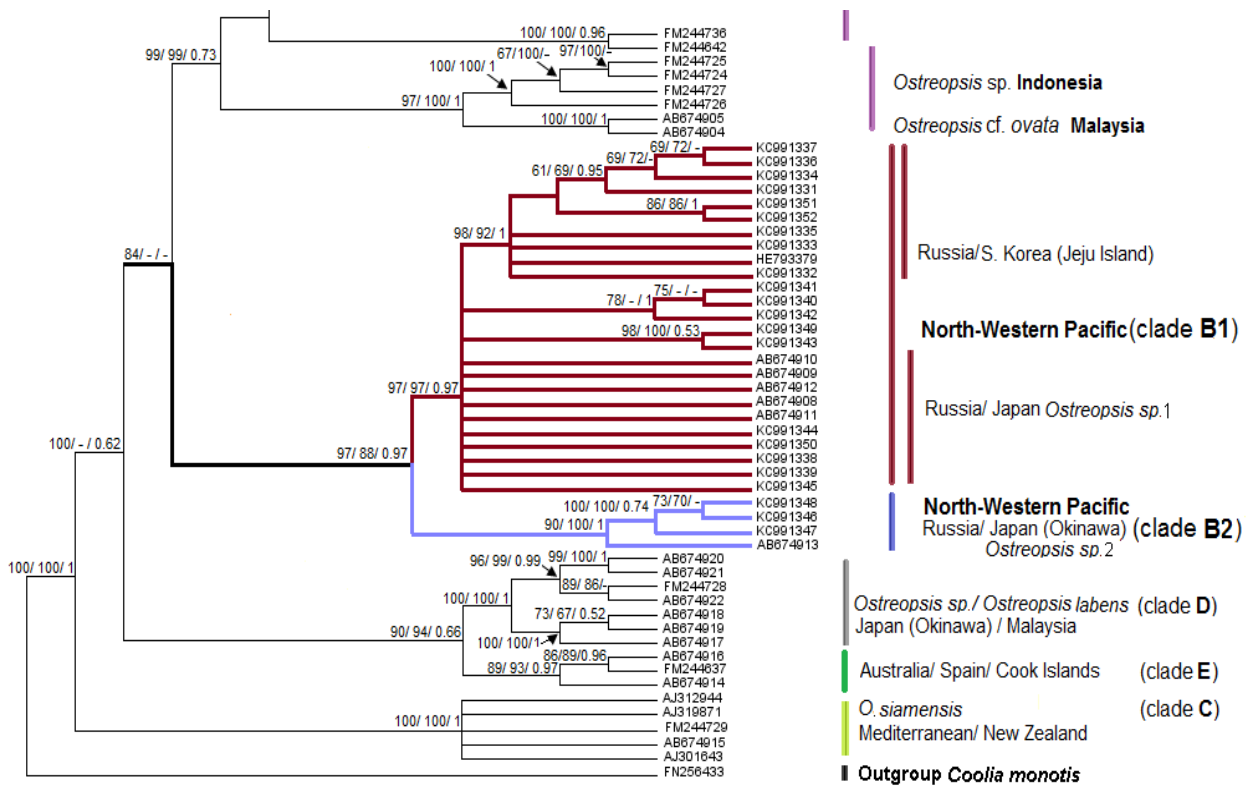 100/ 100/ 0.96
FM244736
FM244642
99/ 99/ 0.73
67/100/-
97/100/-
FM244725
FM244724
100/ 100/ 1
FM244727
FM244726
97/ 100/ 1
100/ 100/ 1
AB674905
AB674904
Ostreopsis sp. Indonesia
Ostreopsis cf. ovata Malaysia
69/ 72/ -
KC991337
KC991336
69/ 72/-
KC991334
61/ 69/ 0.95
KC991331
86/ 86/ 1
KC991351
KC991352
98/ 92/ 1
KC991335
KC991333
HE793379
KC991332
Russia/S. Korea (Jeju Island)
84/ - / -
75/ -/ -
KC991341
KC991340
78/ - / 1
KC991342
98/ 100/ 0.53
KC991349
KC991343
North-Western Pacific (clade B1)
AB674910
AB674909
97/ 97/ 0.97
AB674912
AB674908
AB674911
Russia/ Japan Ostreopsis sp.1
KC991344
KC991350
100/ - / 0.62
97/ 88/ 0.97
KC991338
KC991339
KC991345
100/ 100/ 0.74
73/70/ -
KC991348
KC991346
90/ 100/ 1
KC991347
AB674913
North-Western Pacific
Russia/ Japan (Okinawa) (clade B2)
Ostreopsis sp.2
100/ 100/ 1
96/ 99/ 0.99
99/ 100/ 1
AB674920
AB674921
89/ 86/-
FM244728
AB674922
100/ 100/ 1
73/ 67/ 0.52
AB674918
AB674919
100/ 100/1
AB674917
Ostreopsis sp./ Ostreopsis labens (clade D)
Japan (Okinawa) / Malaysia
90/ 94/ 0.66
86/89/0.96
AB674916
FM244637
89/ 93/ 0.97
AB674914
Australia/ Spain/ Cook Islands (clade E)
AJ312944
AJ319871
100/ 100/ 1
FM244729
AB674915
AJ301643
O. siamensis (clade C)
Mediterranean/ New Zealand
FN256433
Outgroup Coolia monotis